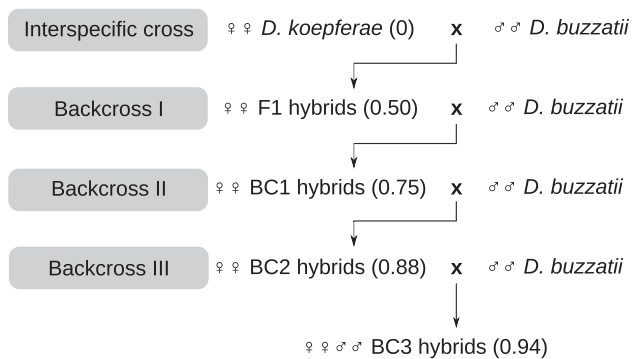 Interspecific cross ♀♀ D. koepferae (0) x ♂♂ D. buzzatii
Backcross I ♀♀ F1 hybrids (0.50) x ♂♂ D. buzzatii
Backcross II ♀♀ BC1 hybrids (0.75) x ♂♂ D. buzzatii
Backcross III ♀♀ BC2 hybrids (0.88) x ♂♂ D. buzzatii
♀♀♂♂ BC3 hybrids (0.94)